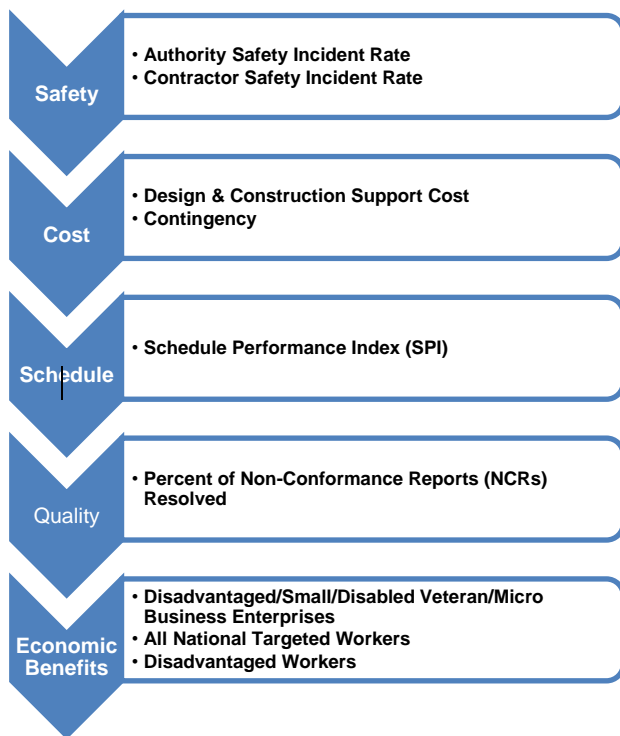 Safety
• Authority Safety Incident Rate
• Contractor Safety Incident Rate
Cost
• Design & Construction Support Cost
• Contingency
Schedule
• Schedule Performance Index (SPI)
Quality
• Percent of Non-Conformance Reports (NCRs)
Resolved
Economic
Benefits
• Disadvantaged/Small/Disabled Veteran/Micro
Business Enterprises
• All National Targeted Workers
• Disadvantaged Workers